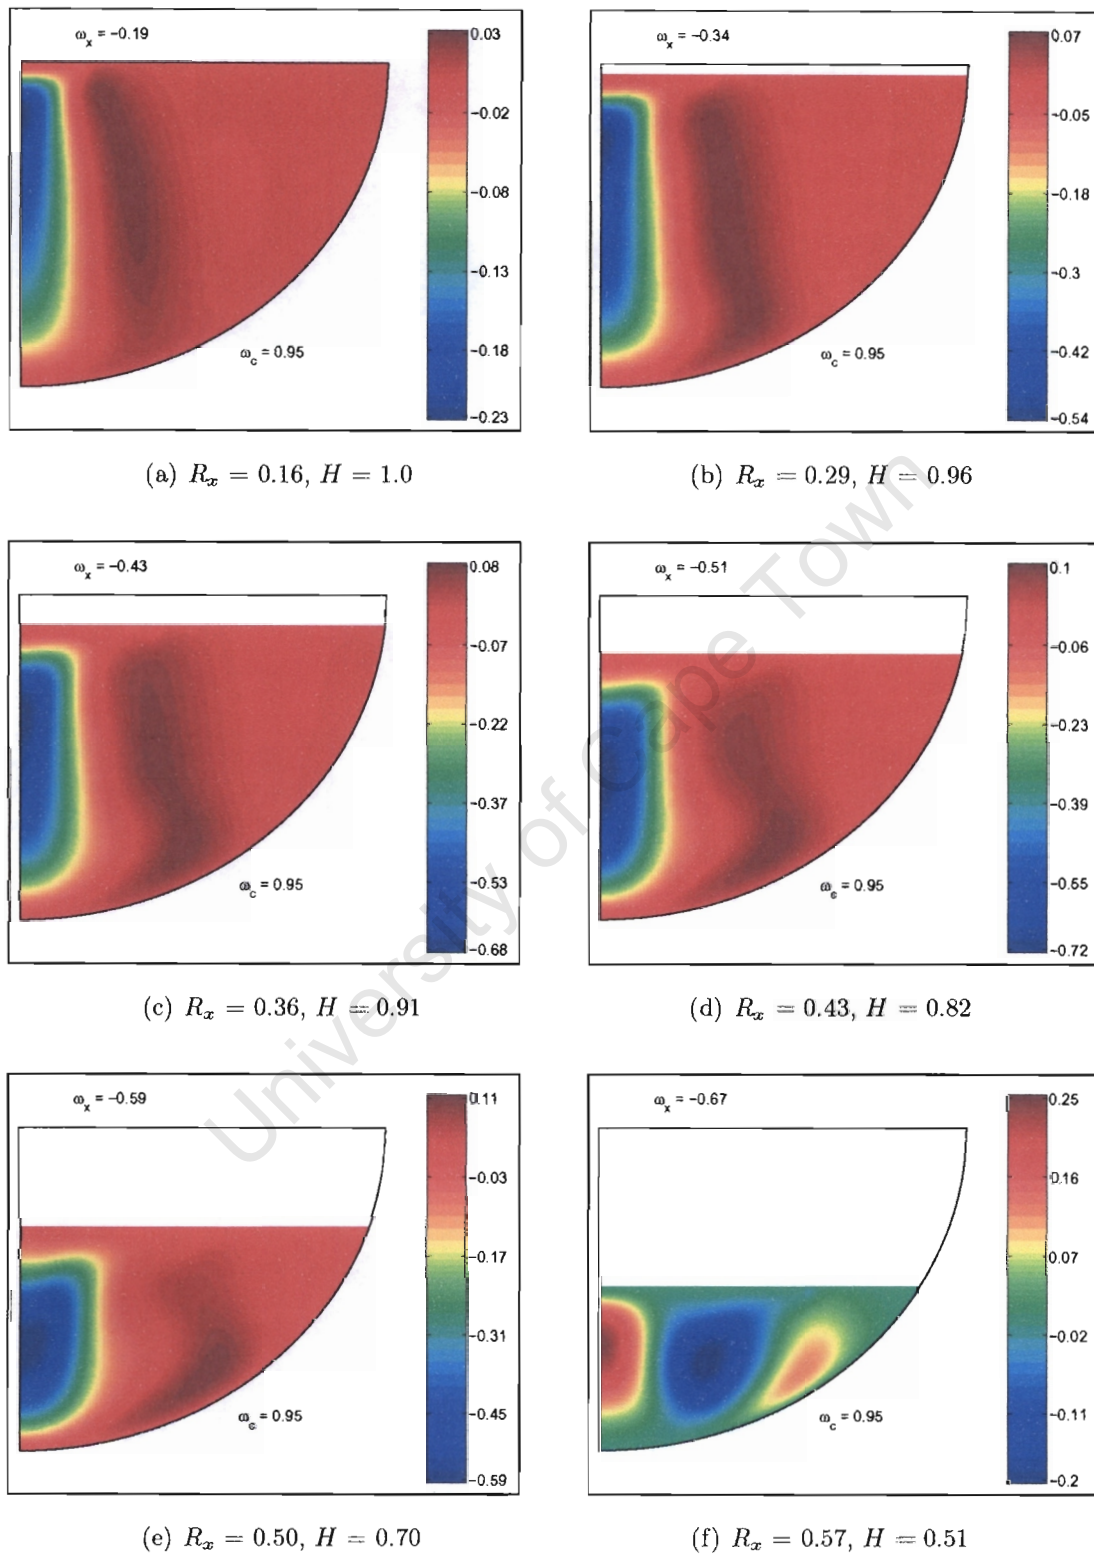 ωx = −0.19
0.03
−0.02
−0.08
−0.13
−0.18
−0.23
ωc = 0.95
(a) Rx = 0.16, H = 1.0
ωx = −0.34
0.07
−0.05
−0.18
−0.3
−0.42
−0.54
ωc = 0.95
(b) Rx = 0.29, H = 0.96
ωx = −0.43
0.08
−0.07
−0.22
−0.37
−0.53
−0.68
ωc = 0.95
(c) Rx = 0.36, H = 0.91
ωx = −0.51
0.1
−0.06
−0.23
−0.39
−0.55
−0.72
ωc = 0.95
(d) Rx = 0.43, H = 0.82
ωx = −0.59
0.11
−0.03
−0.17
−0.31
−0.45
−0.59
ωc = 0.95
(e) Rx = 0.50, H = 0.70
ωx = −0.67
0.25
0.16
0.07
−0.02
−0.11
−0.2
ωc = 0.95
(f) Rx = 0.57, H = 0.51
University of Cape Town